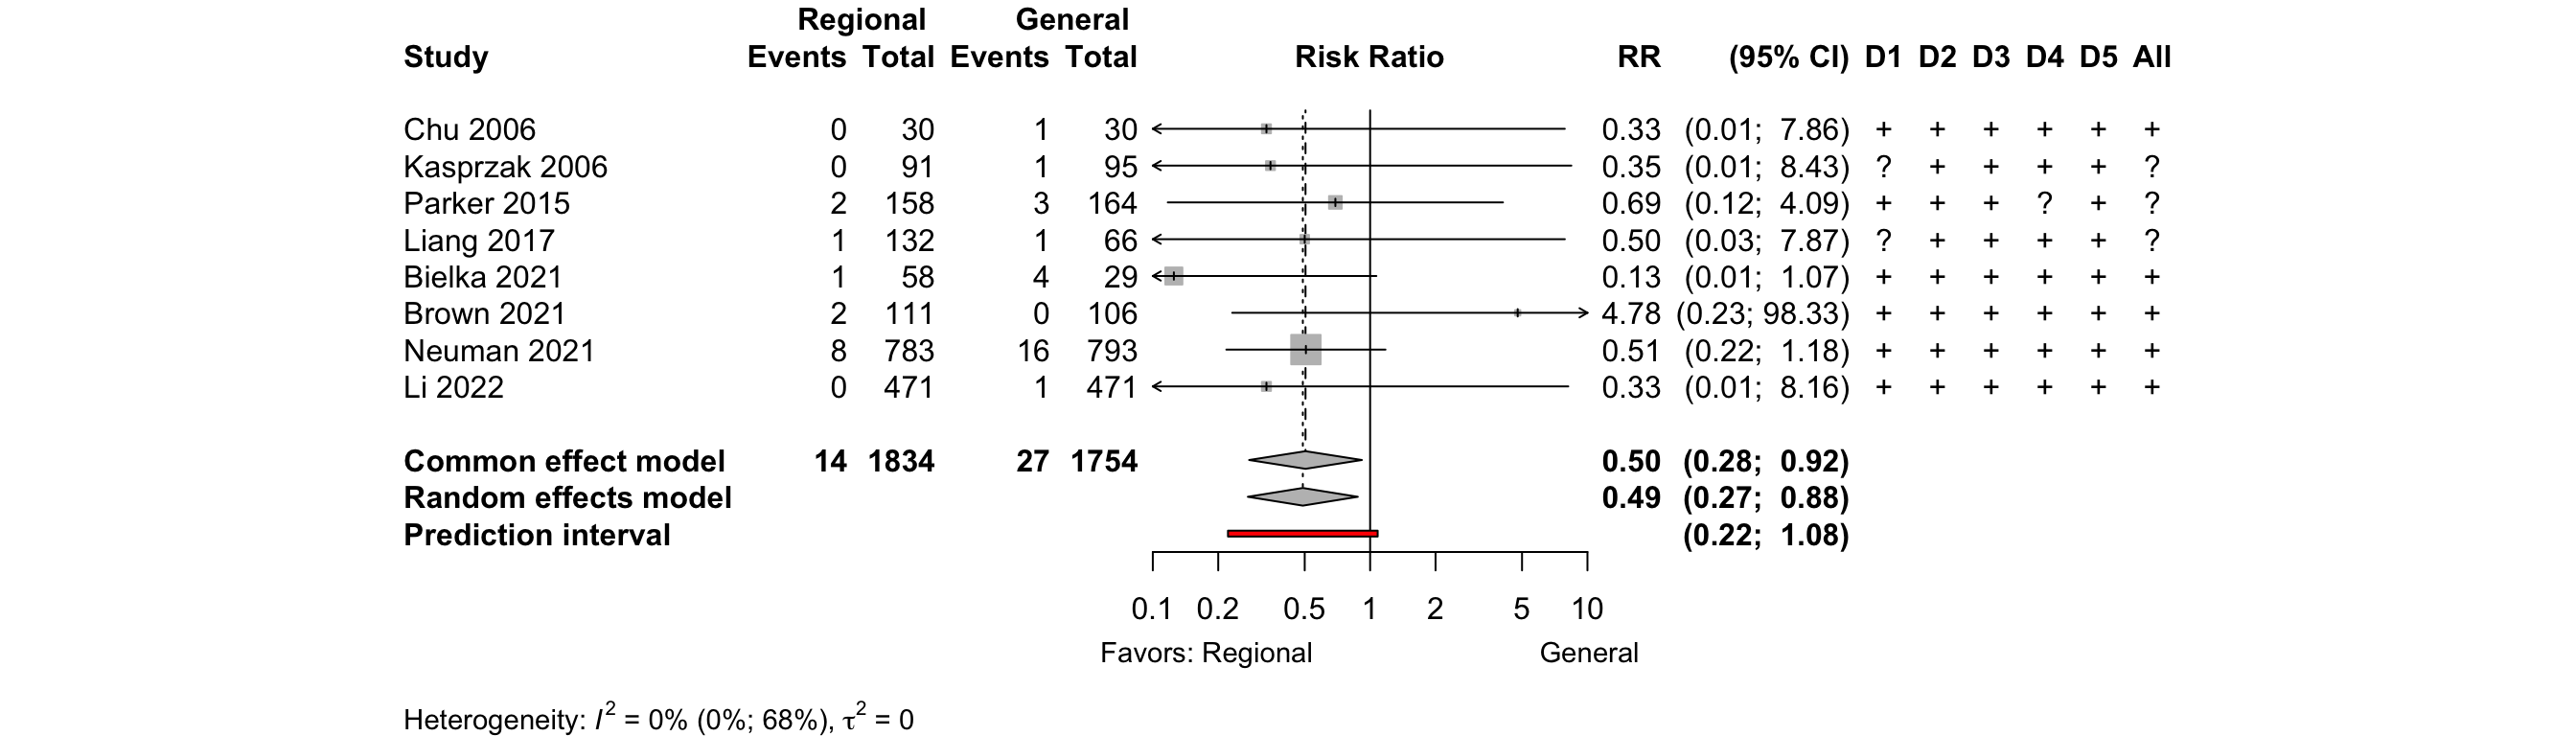 Regional General
Study Events Total Events Total Risk Ratio RR (95% CI) D1 D2 D3 D4 D5 All
Chu 2006 0 30 1 30 0.33 (0.01; 7.86) + + + + + +
Kasprzak 2006 0 91 1 95 0.35 (0.01; 8.43) ? + + + + ?
Parker 2015 2 158 3 164 0.69 (0.12; 4.09) + + + ? + ?
Liang 2017 1 132 1 66 0.50 (0.03; 7.87) ? + + + + ?
Bielka 2021 1 58 4 29 0.13 (0.01; 1.07) + + + + + +
Brown 2021 2 111 0 106 4.78 (0.23; 98.33) + + + + + +
Neuman 2021 8 783 16 793 0.51 (0.22; 1.18) + + + + + +
Li 2022 0 471 1 471 0.33 (0.01; 8.16) + + + + + +
Common effect model 14 1834 27 1754 0.50 (0.28; 0.92)
Random effects model 0.49 (0.27; 0.88)
Prediction interval (0.22; 1.08)
0.1 0.2 0.5 1 2 5 10
Favors: Regional General
Heterogeneity: I² = 0% (0%; 68%), τ² = 0